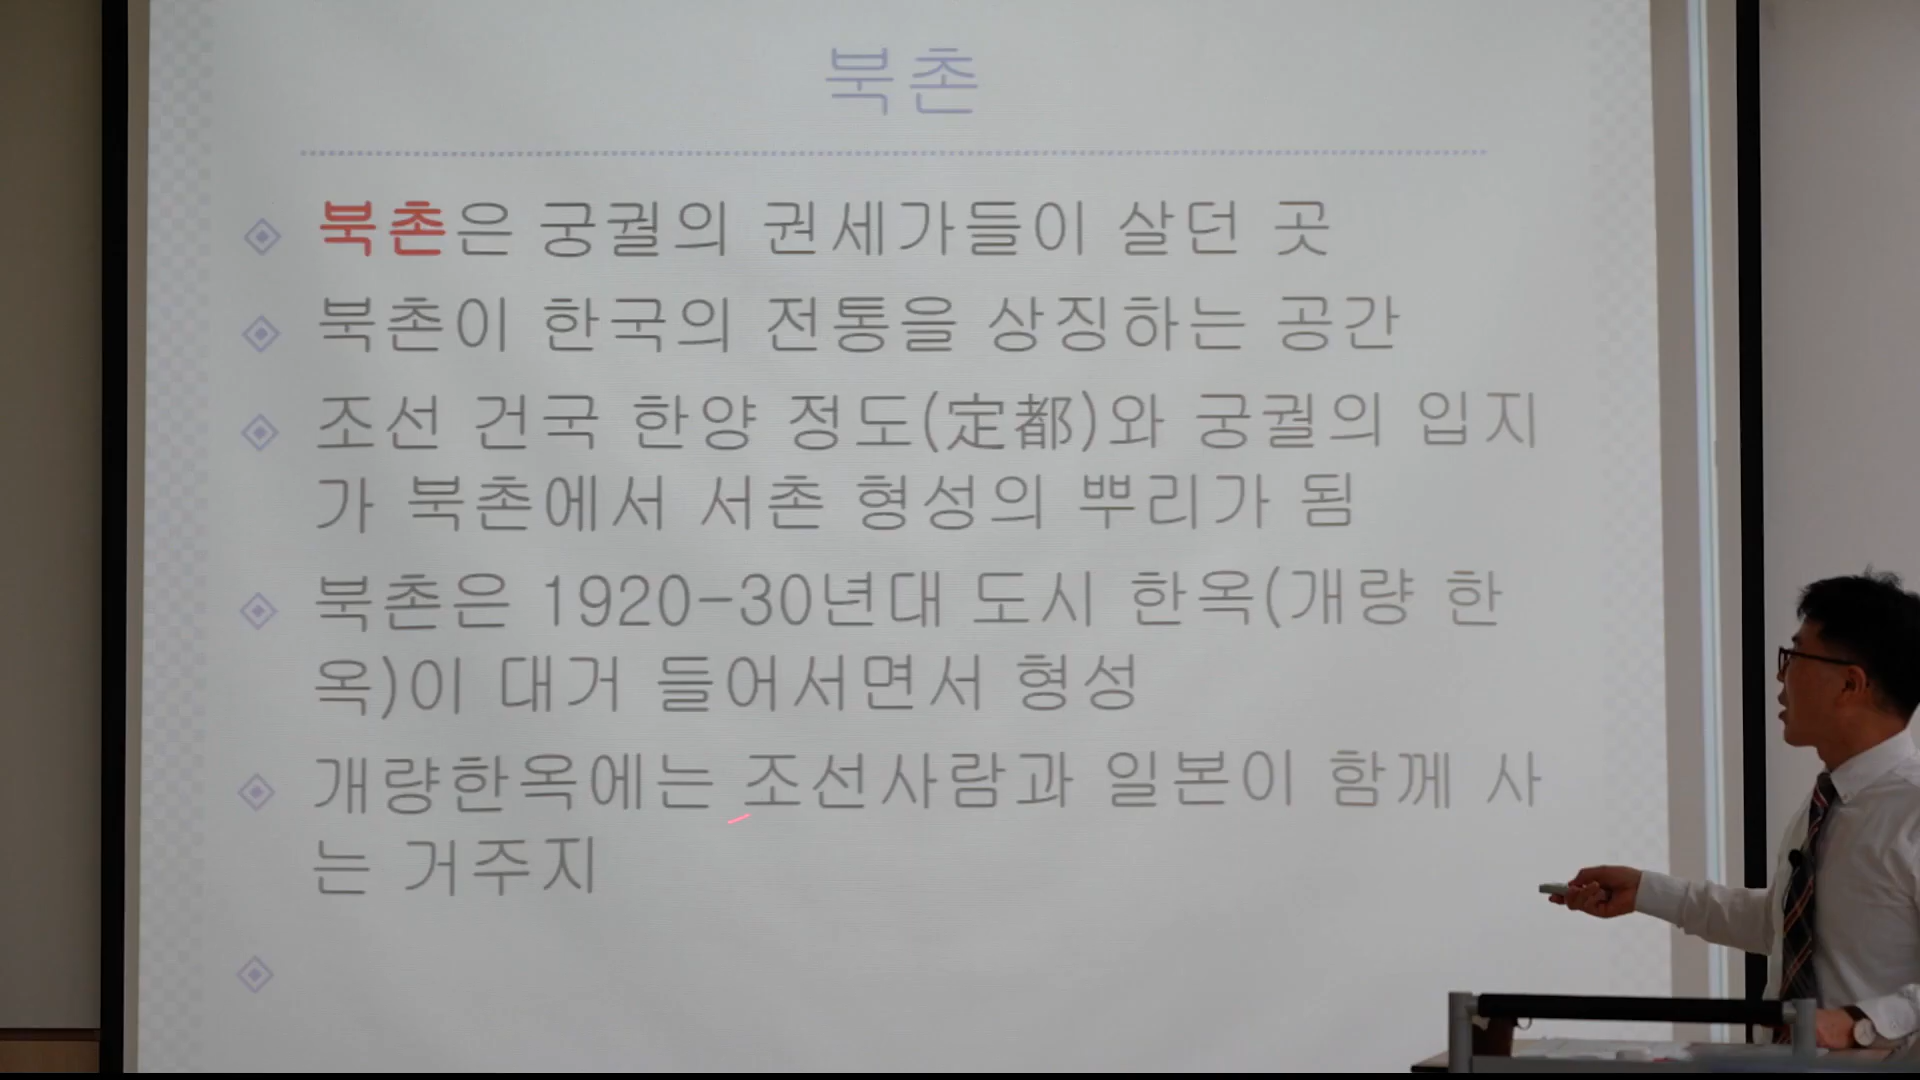 북촌
북촌은 궁궐의 권세가들이 살던 곳
북촌이 한국의 전통을 상징하는 공간
조선 건국 한양 정도(定都)와 궁궐의 입지
가 북촌에서 서촌 형성의 뿌리가 됨
북촌은 1920-30년대 도시 한옥(개량 한
옥)이 대거 들어서면서 형성
개량한옥에는 조선사람과 일본이 함께 사
는 거주지